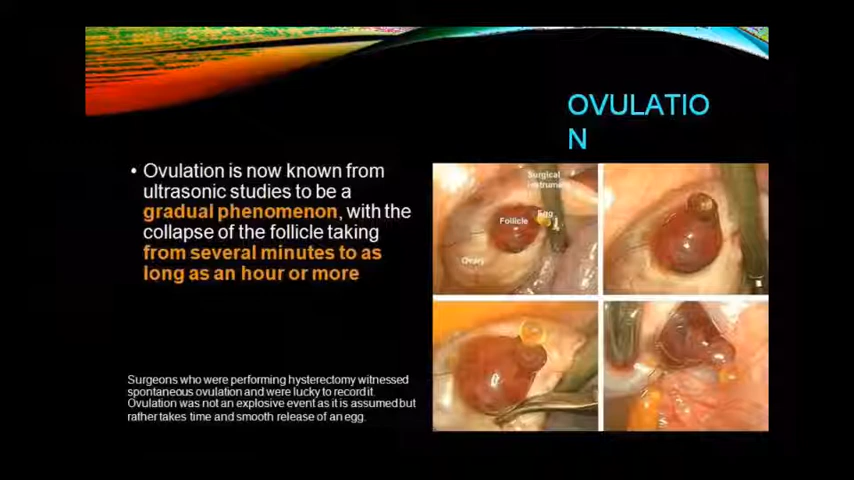 OVULATIO
N
• Ovulation is now known from
ultrasonic studies to be a
gradual phenomenon, with the
collapse of the follicle taking
from several minutes to as
long as an hour or more
Surgical
instrument
Egg
Follicle
Ovary
Surgeons who were performing hysterectomy witnessed
spontaneous ovulation and were lucky to record it.
Ovulation was not an explosive event as it is assumed but
rather takes time and smooth release of an egg.